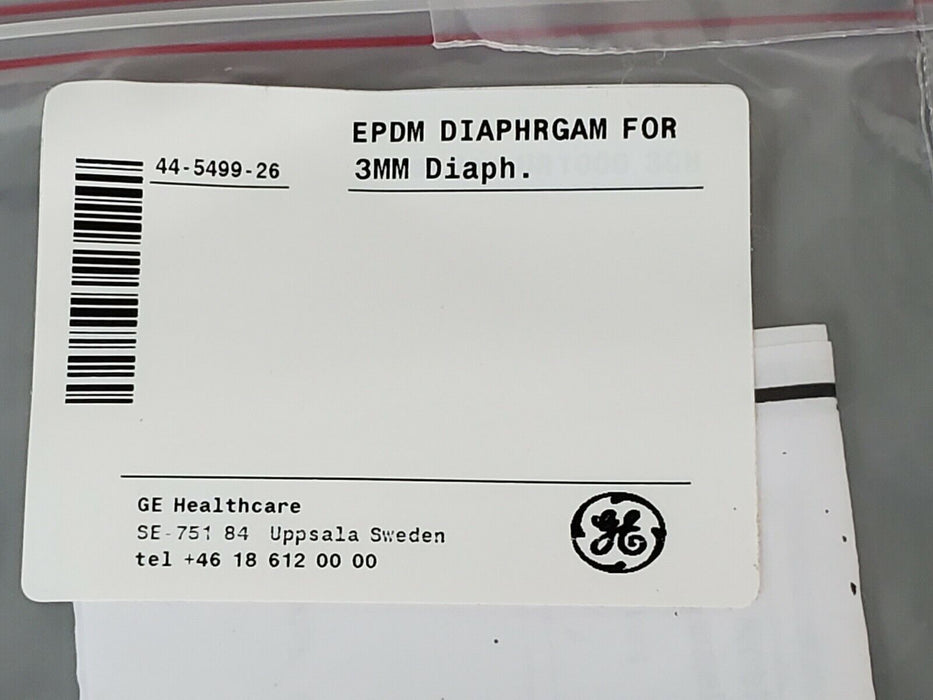 EPDM DIAPHRGAM FOR
3MM Diaph.
44-5499-26
GE Healthcare
SE-751 84 Uppsala Sweden
tel +46 18 612 00 00
GE